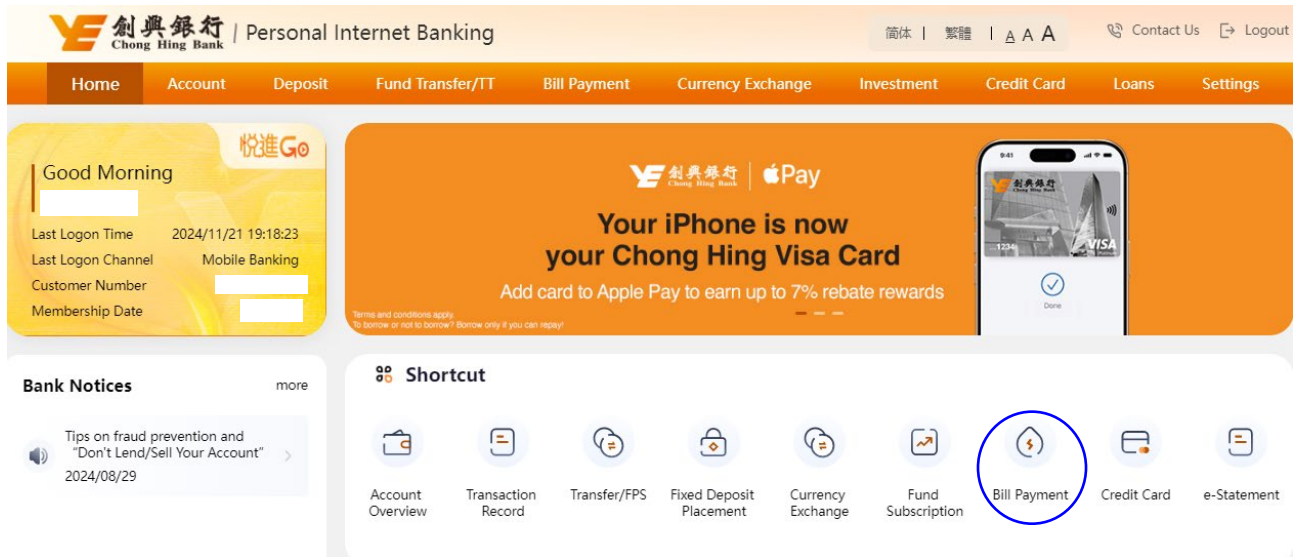 創興銀行
Chong Hing Bank
Personal Internet Banking
简体 | 繁體 | A A A
Contact Us
Logout
Home Account Deposit Fund Transfer/TT Bill Payment Currency Exchange Investment Credit Card Loans Settings
悅進Go
Good Morning
Last Logon Time 2024/11/21 19:18:23
Last Logon Channel Mobile Banking
Customer Number
Membership Date
創興銀行
Chong Hing Bank
Pay
Your iPhone is now
your Chong Hing Visa Card
Add card to Apple Pay to earn up to 7% rebate rewards
Terms and conditions apply.
To borrow or not to borrow? Borrow only if you can repay!
9:41
創興銀行
Chong Hing Bank
1234
VISA
Done
Bank Notices more
Tips on fraud prevention and
"Don't Lend/Sell Your Account"
2024/08/29
Shortcut
Account
Overview
Transaction
Record
Transfer/FPS
Fixed Deposit
Placement
Currency
Exchange
Fund
Subscription
Bill Payment
Credit Card
e-Statement